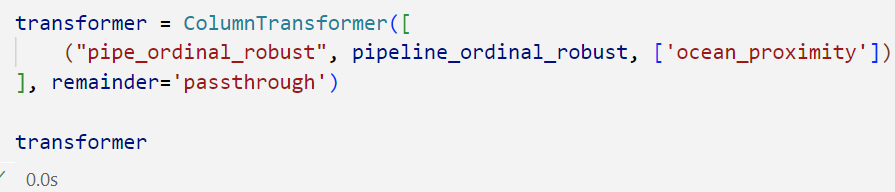 transformer = ColumnTransformer([
    ("pipe_ordinal_robust", pipeline_ordinal_robust, ['ocean_proximity'])
], remainder='passthrough')
transformer
0.0s